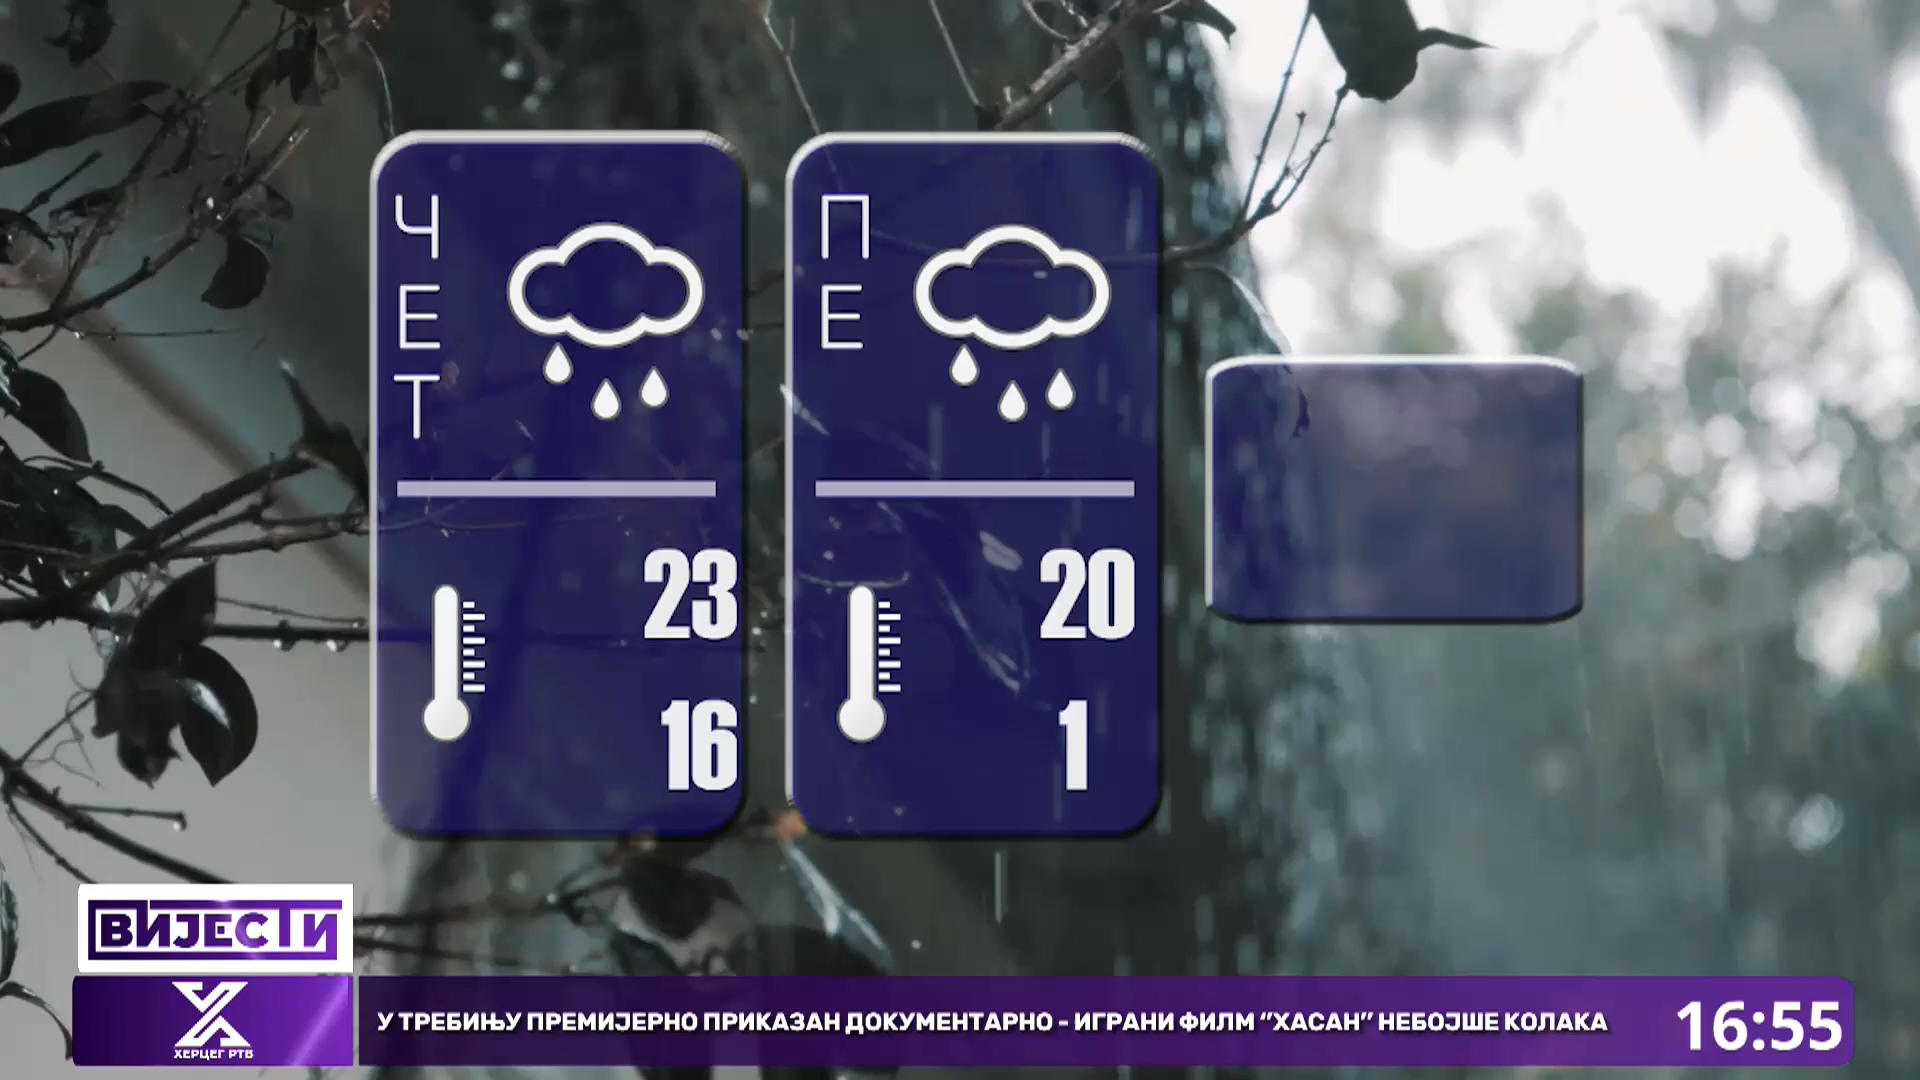 ЧЕТ
23
16
ПЕ
20
1
ВИЈЕСТИ
ХЕРЦЕГ РТВ
У ТРЕБИЊУ ПРЕМИЈЕРНО ПРИКАЗАН ДОКУМЕНТАРНО - ИГРАНИ ФИЛМ ‘’ХАСАН’’ НЕБОЈШЕ КОЛАКА
16:55